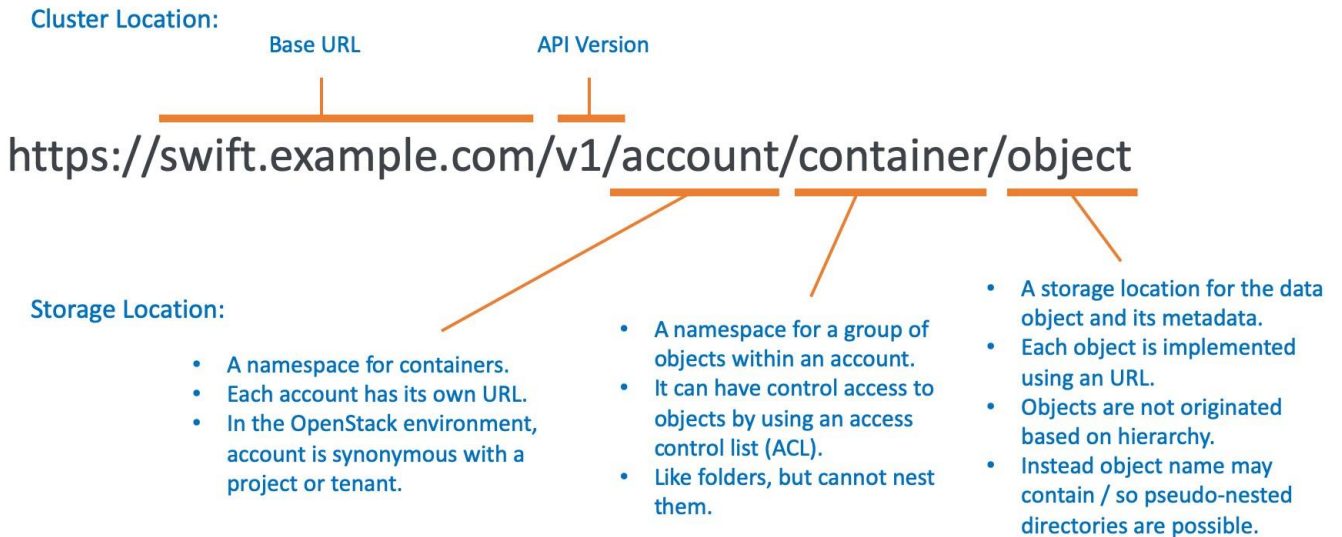 Cluster Location:
Base URL
API Version
https://swift.example.com/v1/account/container/object
Storage Location:
• A namespace for containers.
• Each account has its own URL.
• In the OpenStack environment,
account is synonymous with a
project or tenant.
• A namespace for a group of
objects within an account.
• It can have control access to
objects by using an access
control list (ACL).
• Like folders, but cannot nest
them.
• A storage location for the data
object and its metadata.
• Each object is implemented
using an URL.
• Objects are not originated
based on hierarchy.
• Instead object name may
contain / so pseudo-nested
directories are possible.